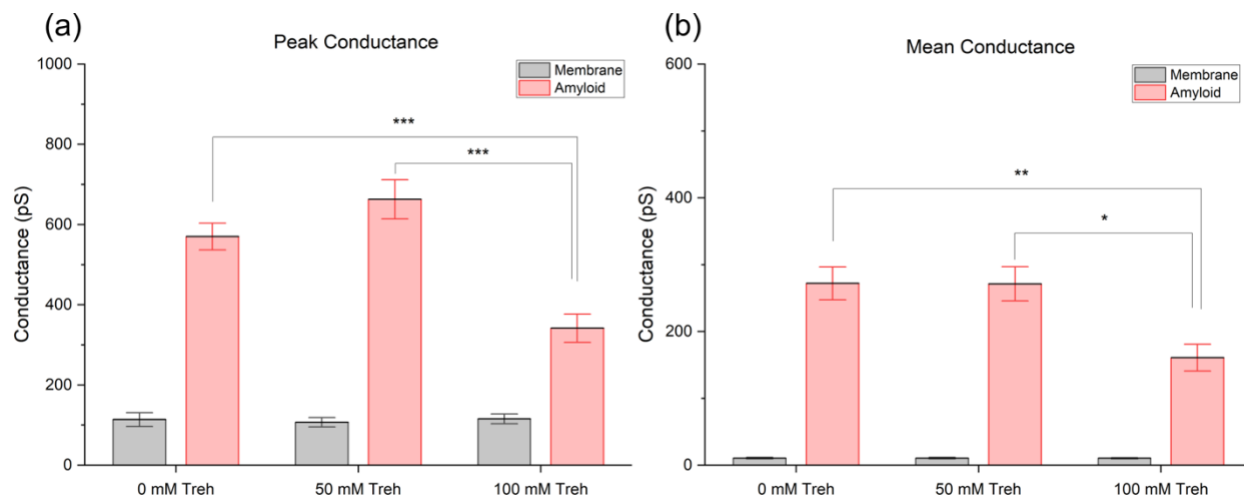 (a)
Peak Conductance
Membrane
Amyloid
Conductance (pS)
1000
800
600
400
200
0
***
***
0 mM Treh
50 mM Treh
100 mM Treh
(b)
Mean Conductance
Membrane
Amyloid
Conductance (pS)
600
400
200
0
**
*
0 mM Treh
50 mM Treh
100 mM Treh